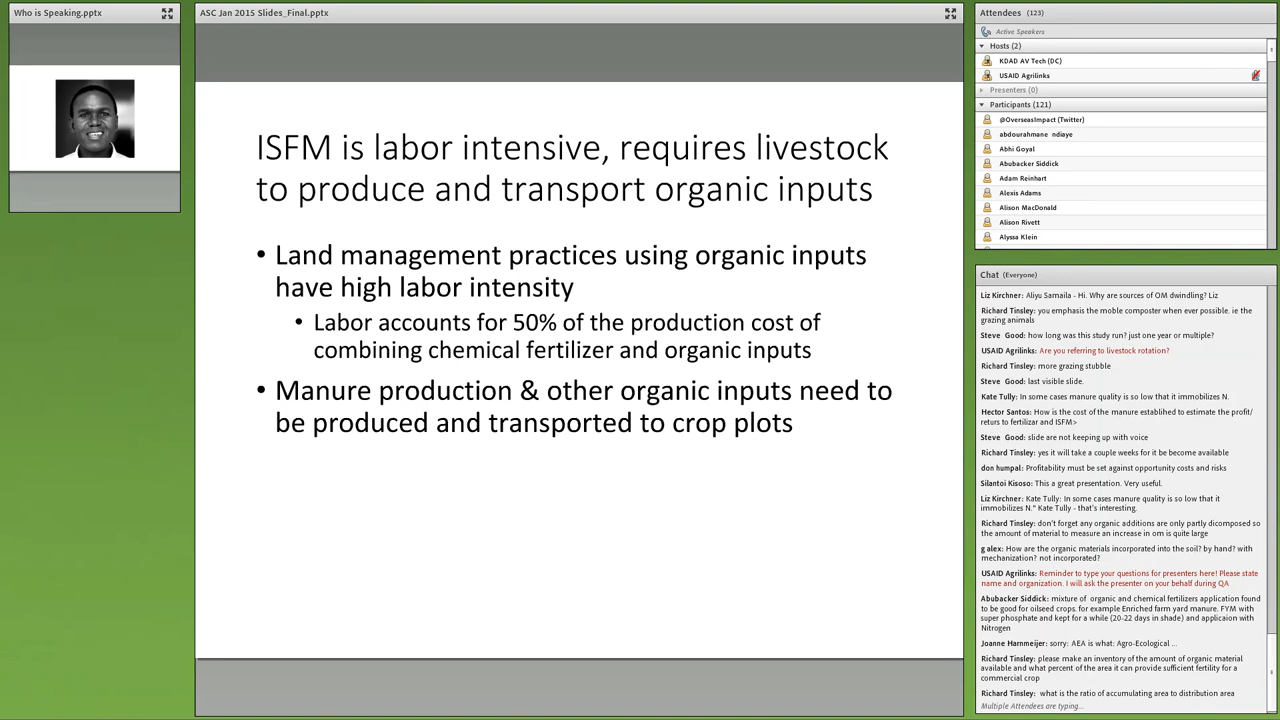 Who is Speaking.pptx
ASC Jan 2015 Slides_Final.pptx
ISFM is labor intensive, requires livestock
to produce and transport organic inputs
• Land management practices using organic inputs
have high labor intensity
• Labor accounts for 50% of the production cost of
combining chemical fertilizer and organic inputs
• Manure production & other organic inputs need to
be produced and transported to crop plots
Attendees (123)
Active Speakers
Hosts (2)
KDAD AV Tech (DC)
USAID Agrilinks
Presenters (0)
Participants (121)
@OverseasImpact (Twitter)
abdourahmane ndiaye
Abhi Goyal
Abubacker Siddick
Adam Reinhart
Alexis Adams
Alison MacDonald
Alison Rivett
Alyssa Klein
Chat (Everyone)
Liz Kirchner: Aliyu Samaila - Hi. Why are sources of OM dwindling? Liz
Richard Tinsley: you emphasis the moble composter when ever possible. ie the
grazing animals
Steve Good: how long was this study run? just one year or multiple?
USAID Agrilinks: Are you referring to livestock rotation?
Richard Tinsley: more grazing stubble
Steve Good: last visible slide.
Kate Tully: In some cases manure quality is so low that it immobilizes N.
Hector Santos: How is the cost of the manure establihed to estimate the profit/
returs to fertilizar and ISFM>
Steve Good: slide are not keeping up with voice
Richard Tinsley: yes it will take a couple weeks for it be become available
don humpal: Profitability must be set against opportunity costs and risks
Silantoi Kisoso: This a great presentation. Very useful.
Liz Kirchner: Kate Tully: In some cases manure quality is so low that it
immobilizes N." Kate Tully - that's interesting.
Richard Tinsley: don't forget any organic additions are only partly dicomposed so
the amount of material to measure an increase in om is quite large
g alex: How are the organic materials incorporated into the soil? by hand? with
mechanization? not incorporated?
USAID Agrilinks: Reminder to type your questions for presenters here! Please state
name and organization. I will ask the presenter on your behalf during QA
Abubacker Siddick: mixture of organic and chemical fertilizers application found
to be good for oilseed crops. for example Enriched farm yard manure. FYM with
super phosphate and kept for a while (20-22 days in shade) and applicaion with
Nitrogen
Joanne Harnmeijer: sorry: AEA is what: Agro-Ecological ...
Richard Tinsley: please make an inventory of the amount of organic material
available and what percent of the area it can provide sufficient fertility for a
commercial crop
Richard Tinsley: what is the ratio of accumulating area to distribution area
Multiple Attendees are typing...